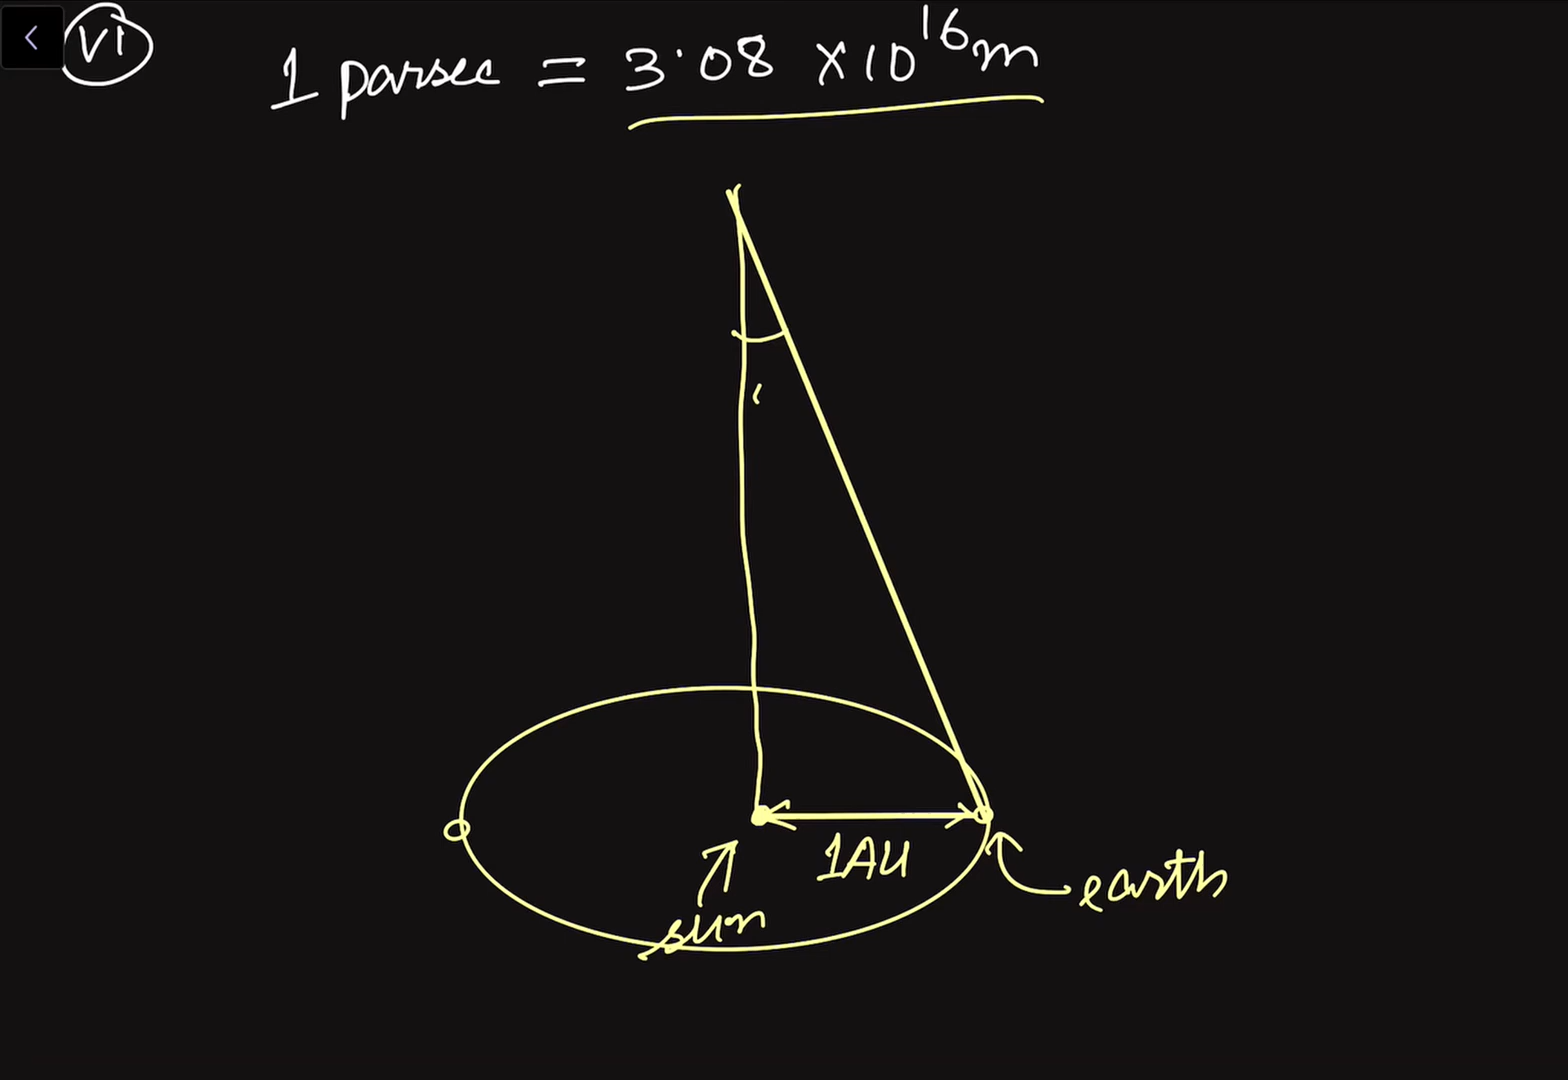 VI
1 parsec = 3.08 × 10¹⁶ m
1AU
earth
sun